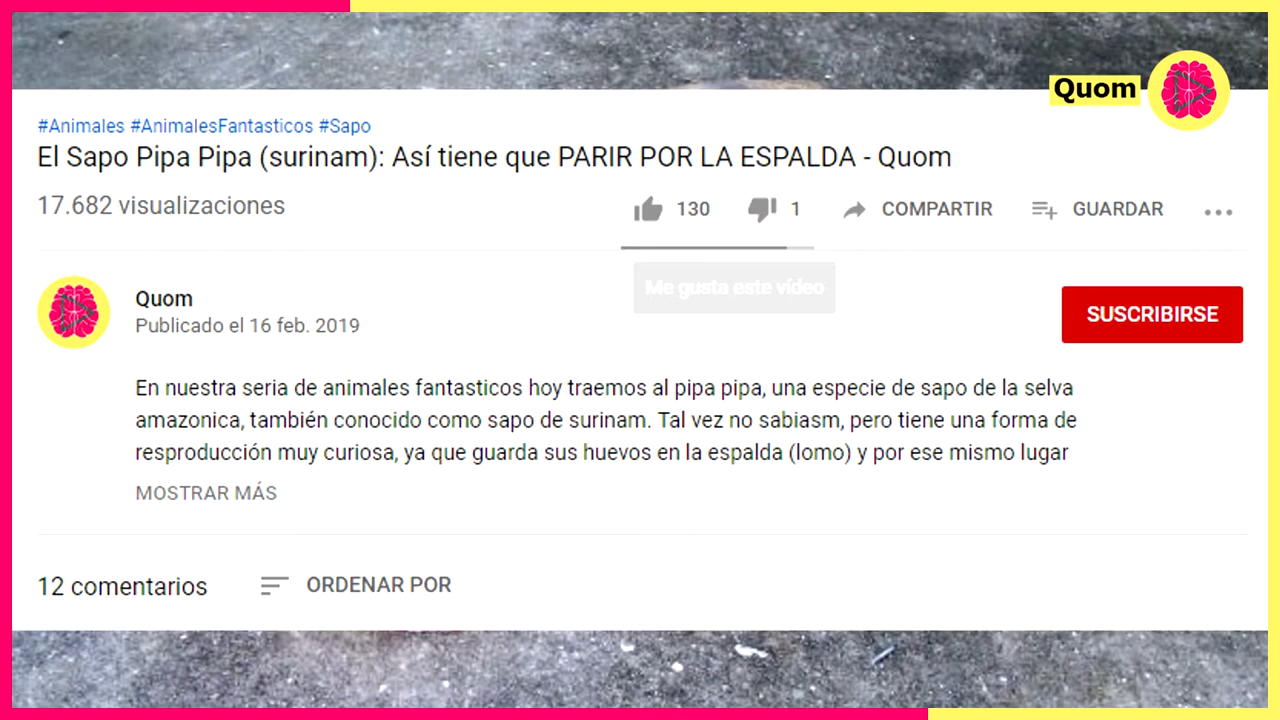 Quom
#Animales #AnimalesFantasticos #Sapo
El Sapo Pipa Pipa (surinam): Así tiene que PARIR POR LA ESPALDA - Quom
17.682 visualizaciones
130
1
COMPARTIR
GUARDAR
Me gusta este vídeo
Quom
Publicado el 16 feb. 2019
SUSCRIBIRSE
En nuestra seria de animales fantasticos hoy traemos al pipa pipa, una especie de sapo de la selva
amazonica, también conocido como sapo de surinam. Tal vez no sabiasm, pero tiene una forma de
resproducción muy curiosa, ya que guarda sus huevos en la espalda (lomo) y por ese mismo lugar
MOSTRAR MÁS
12 comentarios
ORDENAR POR